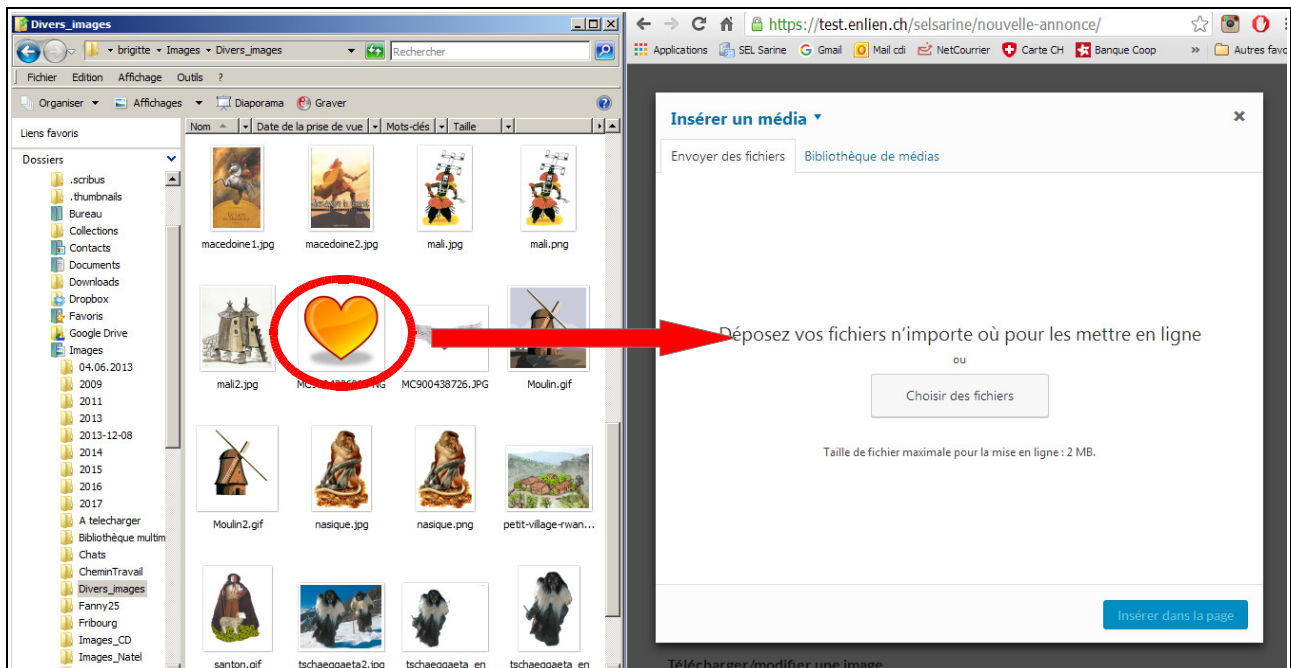 Divers_images
brigitte Images Divers_images
Rechercher
Fichier Edition Affichage Outils ?
Organiser Affichages Diaporama Graver
Liens favoris
Nom Date de la prise de vue Mots-clés Taille
Dossiers
.scribus
.thumbnails
Bureau
Collections
Contacts
Documents
Downloads
Dropbox
Favoris
Google Drive
Images
04.06.2013
2009
2011
2013
2013-12-08
2014
2015
2016
2017
A telecharger
Bibliothèque multim
Chats
CheminTravail
Divers_images
Fanny25
Fribourg
Images_CD
Images_Natel
macedoine1.jpg macedoine2.jpg mali.jpg mali.png
mali2.jpg MC900438726.JPG Moulin.gif
Moulin2.gif nasique.jpg nasique.png petit-village-rwan...
santon.gif tschaeggaeta2.jpg tschaeggaeta_en tschaeggaeta_en
https://test.enlien.ch/selsarine/nouvelle-annonce/
Applications SEL Sarine Gmail Mail cdi NetCourrier Carte CH Banque Coop » Autres favo
Insérer un média
Envoyer des fichiers Bibliothèque de médias
Déposez vos fichiers n'importe où pour les mettre en ligne
ou
Choisir des fichiers
Taille de fichier maximale pour la mise en ligne : 2 MB.
Insérer dans la page
Télécharger/modifier une image